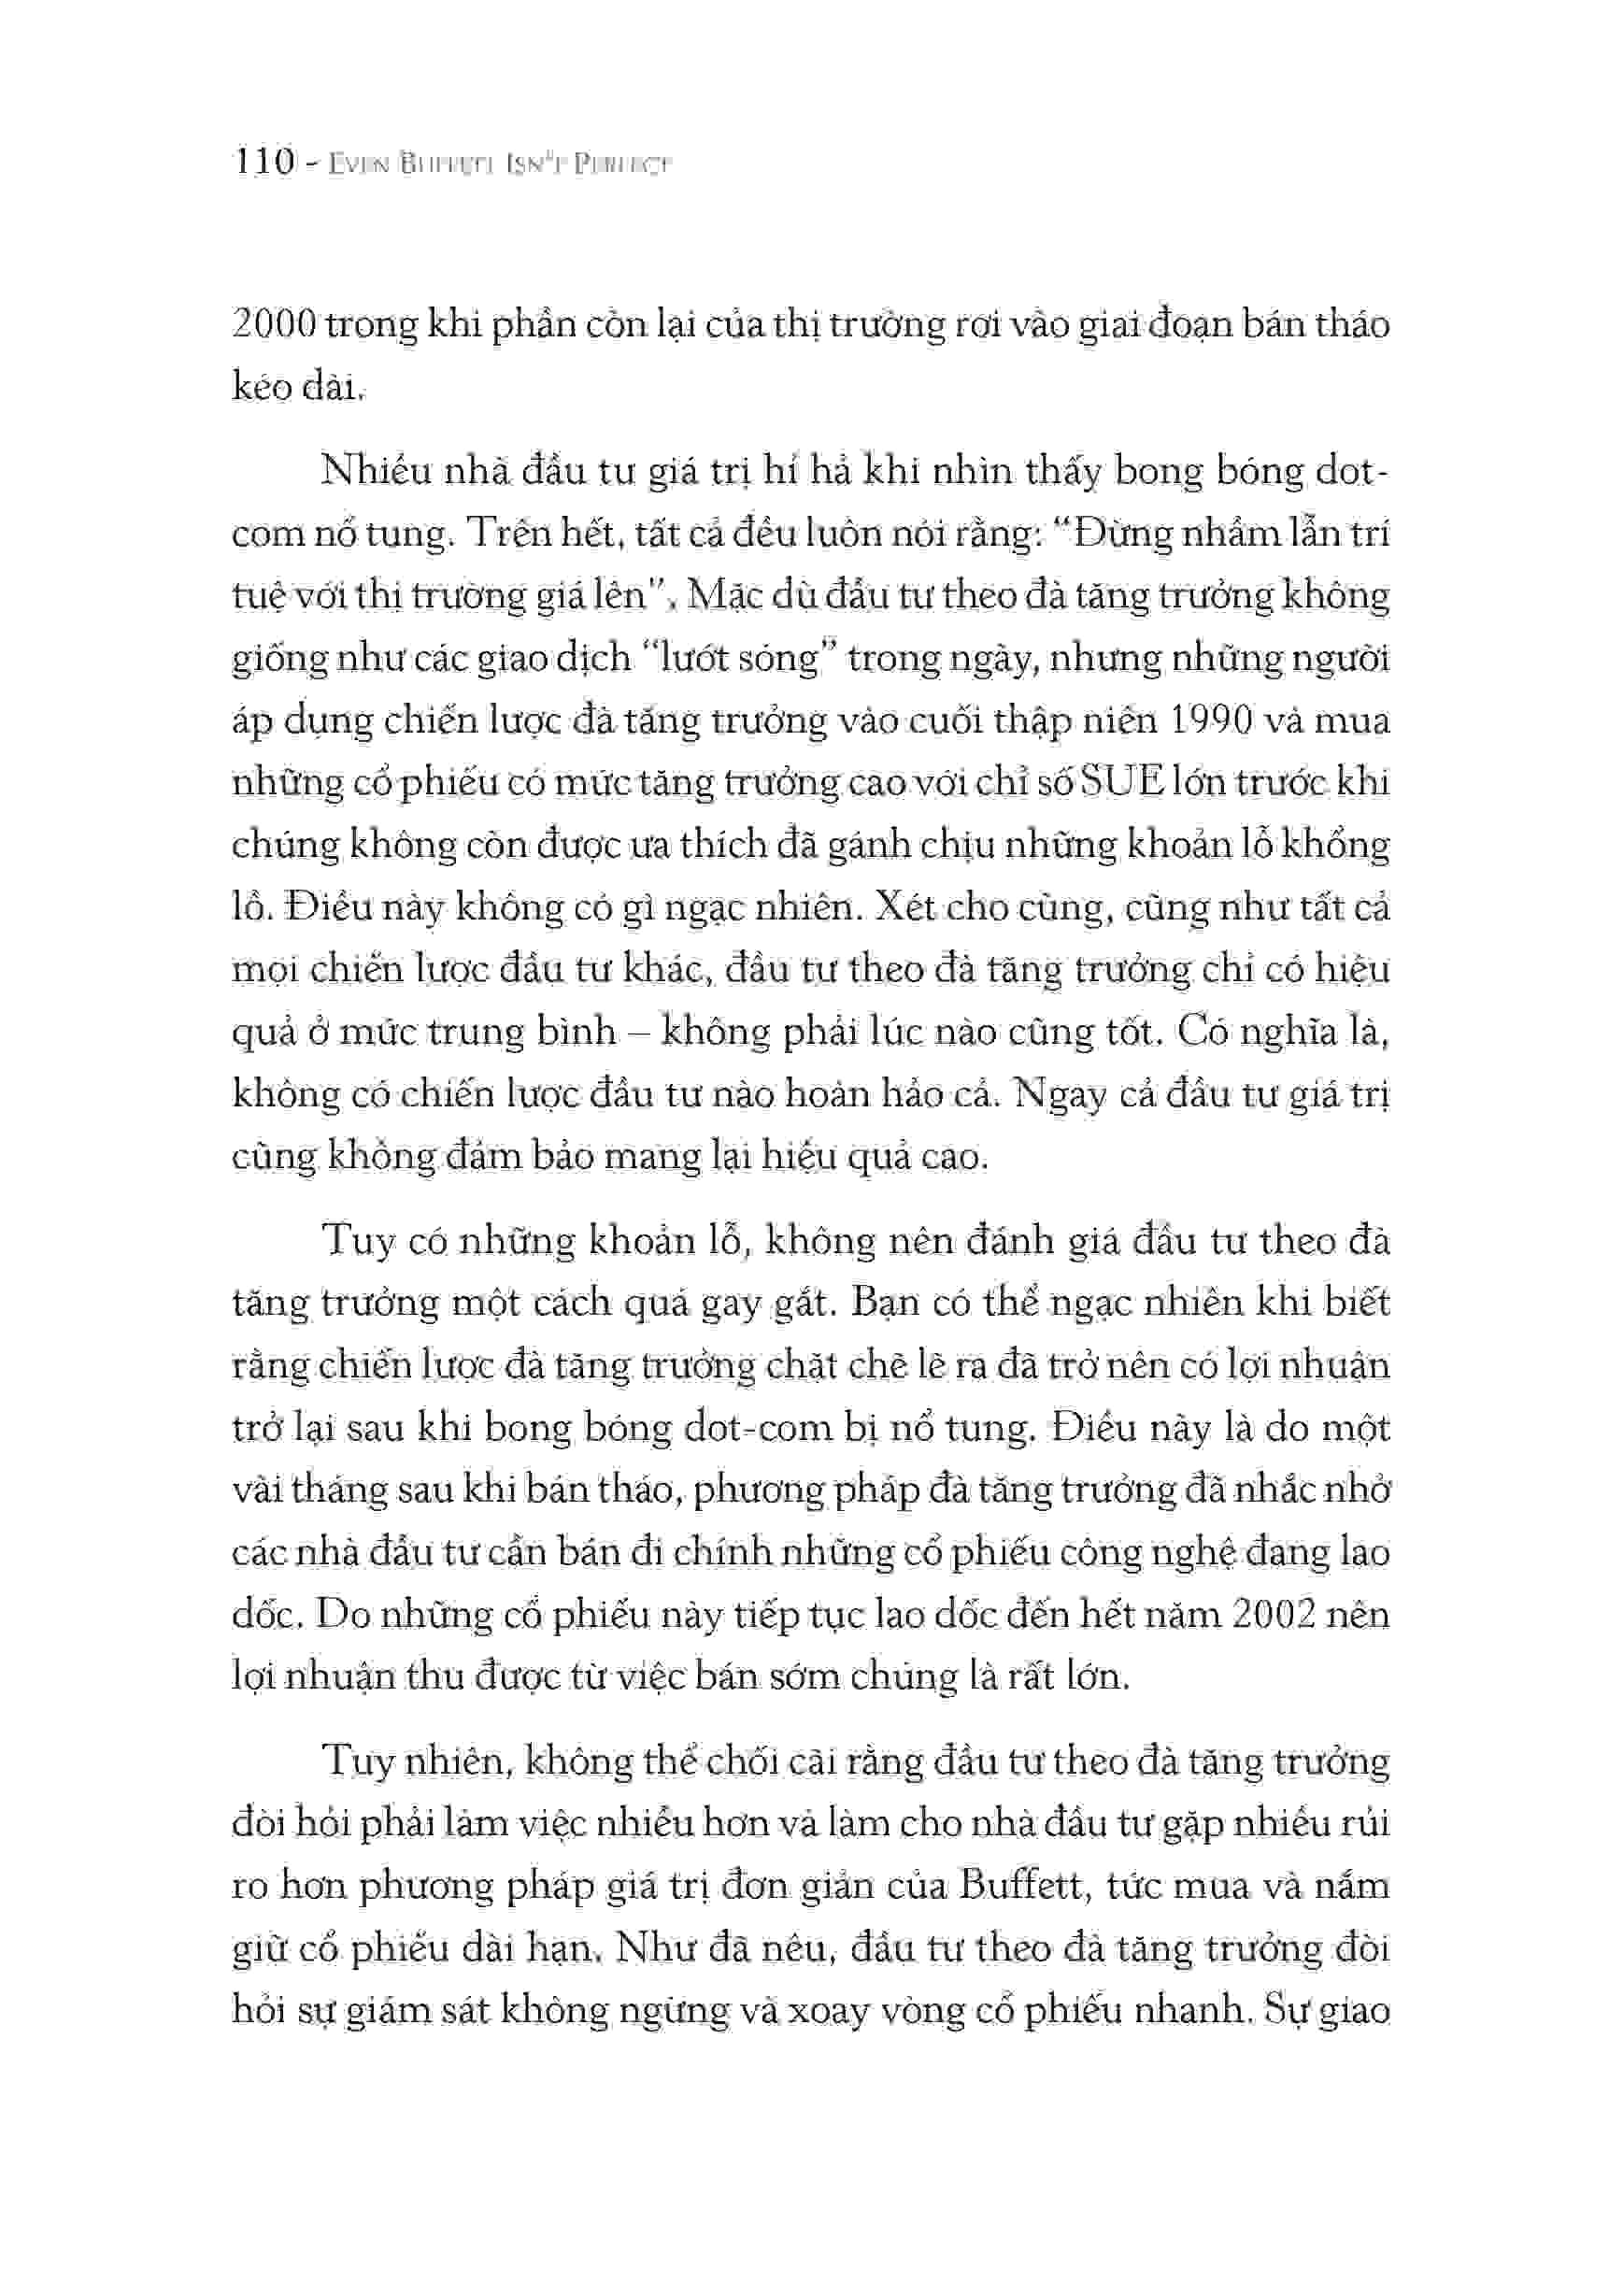 110 - EVEN BUFFETT ISN'T PERFECT
2000 trong khi phần còn lại của thị trường rơi vào giai đoạn bán tháo
kéo dài.
Nhiều nhà đầu tư giá trị hí hả khi nhìn thấy bong bóng dot-
com nổ tung. Trên hết, tất cả đều luôn nói rằng: “Đừng nhầm lẫn trí
tuệ với thị trường giá lên”. Mặc dù đầu tư theo đà tăng trưởng không
giống như các giao dịch “lướt sóng” trong ngày, nhưng những người
áp dụng chiến lược đà tăng trưởng vào cuối thập niên 1990 và mua
những cổ phiếu có mức tăng trưởng cao với chỉ số SUE lớn trước khi
chúng không còn được ưa thích đã gánh chịu những khoản lỗ khổng
lồ. Điều này không có gì ngạc nhiên. Xét cho cùng, cũng như tất cả
mọi chiến lược đầu tư khác, đầu tư theo đà tăng trưởng chỉ có hiệu
quả ở mức trung bình – không phải lúc nào cũng tốt. Có nghĩa là,
không có chiến lược đầu tư nào hoàn hảo cả. Ngay cả đầu tư giá trị
cũng không đảm bảo mang lại hiệu quả cao.
Tuy có những khoản lỗ, không nên đánh giá đầu tư theo đà
tăng trưởng một cách quá gay gắt. Bạn có thể ngạc nhiên khi biết
rằng chiến lược đà tăng trưởng chặt chẽ lẽ ra đã trở nên có lợi nhuận
trở lại sau khi bong bóng dot-com bị nổ tung. Điều này là do một
vài tháng sau khi bán tháo, phương pháp đà tăng trưởng đã nhắc nhở
các nhà đầu tư cần bán đi chính những cổ phiếu công nghệ đang lao
dốc. Do những cổ phiếu này tiếp tục lao dốc đến hết năm 2002 nên
lợi nhuận thu được từ việc bán sớm chúng là rất lớn.
Tuy nhiên, không thể chối cãi rằng đầu tư theo đà tăng trưởng
đòi hỏi phải làm việc nhiều hơn và làm cho nhà đầu tư gặp nhiều rủi
ro hơn phương pháp giá trị đơn giản của Buffett, tức mua và nắm
giữ cổ phiếu dài hạn. Như đã nêu, đầu tư theo đà tăng trưởng đòi
hỏi sự giám sát không ngừng và xoay vòng cổ phiếu nhanh. Sự giao